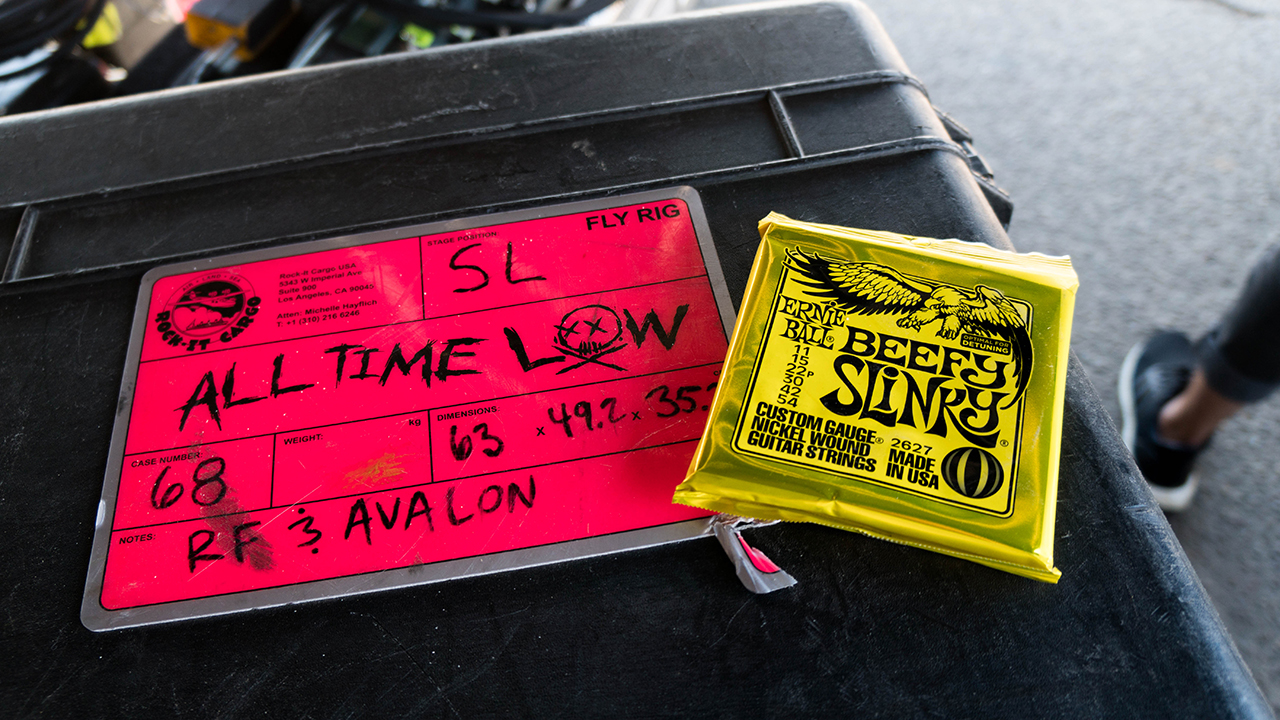 FLY RIG
ROCK-IT CARGO
Rock-It Cargo USA
5343 W Imperial Ave
Suite 900
Los Angeles, CA 90045
Atten: Michelle Hayflich
T: +1 (310) 216 6246
STAGE POSITION
SL
ALL TIME LOW
CASE NUMBER
68
WEIGHT:
Kg
DIMENSIONS:
63 x 49.2 x 35.
NOTES:
RF & AVALON
ERNIE
BALL®
OPTIMAL FOR
DETUNING
BEEFY
SLINKY®
11
15
22P
30
42
54
CUSTOM GAUGE®
NICKEL WOUND
GUITAR STRINGS
2627
MADE
IN USA